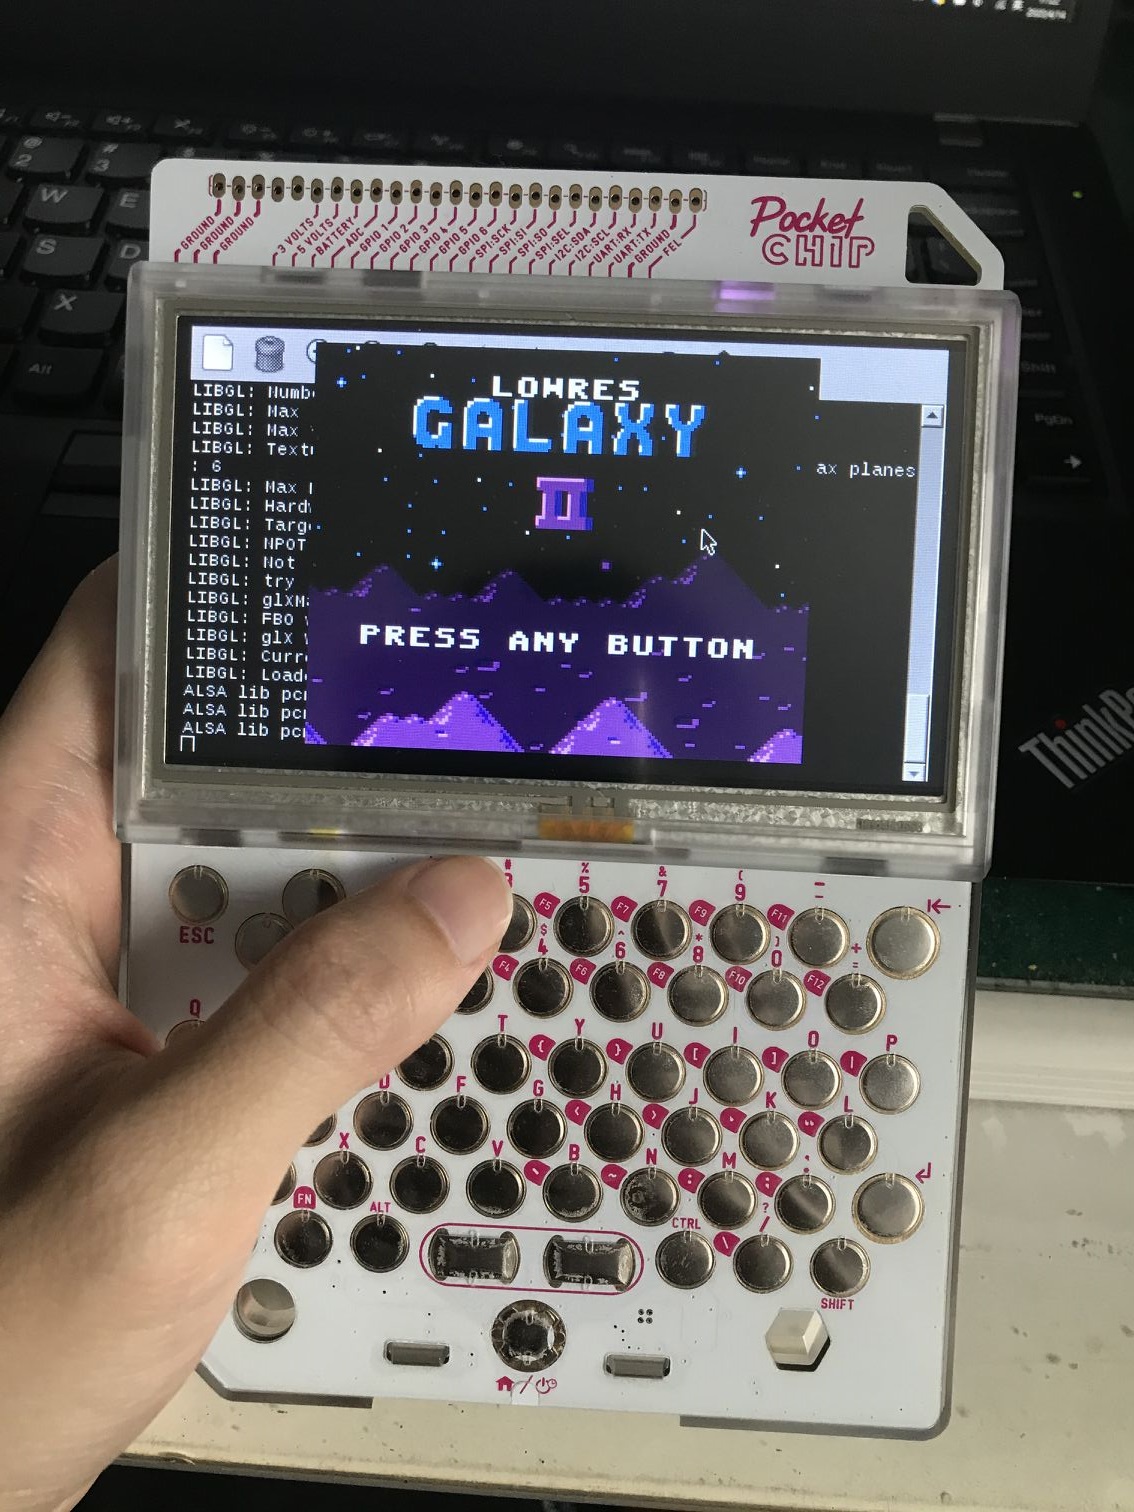 Pocket
CHIP
GROUND
GROUND
GROUND
3 VOLTS
5 VOLTS
BATTERY
ADC
GPIO 1
GPIO 2
GPIO 3
GPIO 4
GPIO 5
GPIO 6
SPI:SCK
SPI:SI
SPI:SO
SPI:SEL
I2C:SDA
I2C:SCL
UART:RX
UART:TX
GROUND
FEL
LIBGL: Numb
LIBGL: Max
LIBGL: Max
LIBGL: Text
ax planes
: 6
LIBGL: Max
LIBGL: Hard
LIBGL: Targ
LIBGL: NPOT
LIBGL: Not
LIBGL: try
LIBGL: glXM
LIBGL: FBO
LIBGL: glx
LIBGL: Curr
LIBGL: Load
ALSA lib pc
ALSA lib pc
ALSA lib pc
LOWRES
GALAXY
II
PRESS ANY BUTTON
ThinkP
W E
S D
X
Alt
PgDn
# % & ( _
3 5 7 9 -
ESC
F5 F7 F9 F11
$ ^ * ) +
4 6 8 0 =
F4 F6 F8 F10 F12
Q T Y U I O P
{ } [ ] |
D F G H J K L
< > ' "
X C V B N M .
- ~ : ;
FN ALT CTRL \ ? /
SHIFT
/